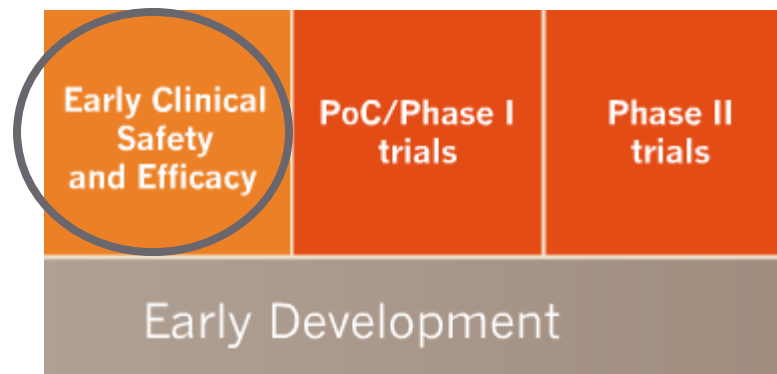 Early Clinical
Safety
and Efficacy
PoC/Phase I
trials
Phase II
trials
Early Development